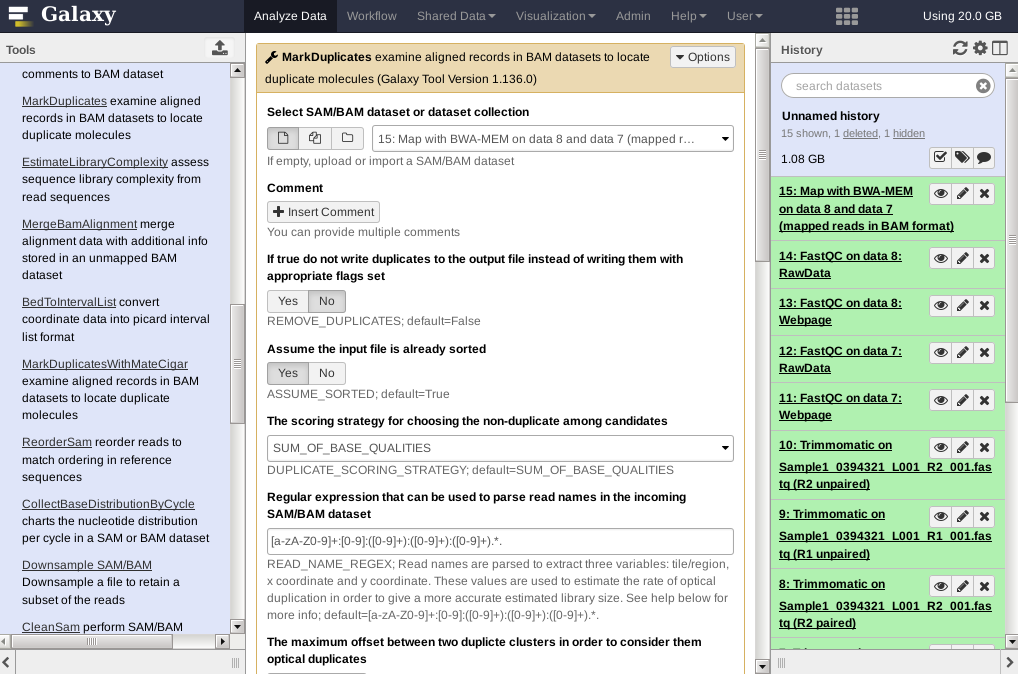 Galaxy
Analyze Data
Workflow
Shared Data
Visualization
Admin
Help
User
Using 20.0 GB
Tools
comments to BAM dataset
MarkDuplicates examine aligned
records in BAM datasets to locate
duplicate molecules
EstimateLibraryComplexity assess
sequence library complexity from
read sequences
MergeBamAlignment merge
alignment data with additional info
stored in an unmapped BAM
dataset
BedToIntervalList convert
coordinate data into picard interval
list format
MarkDuplicatesWithMateCigar
examine aligned records in BAM
datasets to locate duplicate
molecules
ReorderSam reorder reads to
match ordering in reference
sequences
CollectBaseDistributionByCycle
charts the nucleotide distribution
per cycle in a SAM or BAM dataset
Downsample SAM/BAM
Downsample a file to retain a
subset of the reads
CleanSam perform SAM/BAM
MarkDuplicates examine aligned records in BAM datasets to locate
duplicate molecules (Galaxy Tool Version 1.136.0)
Options
Select SAM/BAM dataset or dataset collection
15: Map with BWA-MEM on data 8 and data 7 (mapped r...
If empty, upload or import a SAM/BAM dataset
Comment
Insert Comment
You can provide multiple comments
If true do not write duplicates to the output file instead of writing them with
appropriate flags set
Yes No
REMOVE_DUPLICATES; default=False
Assume the input file is already sorted
Yes No
ASSUME_SORTED; default=True
The scoring strategy for choosing the non-duplicate among candidates
SUM_OF_BASE_QUALITIES
DUPLICATE_SCORING_STRATEGY; default=SUM_OF_BASE_QUALITIES
Regular expression that can be used to parse read names in the incoming
SAM/BAM dataset
[a-zA-Z0-9]+:[0-9]:([0-9]+):([0-9]+):([0-9]+).*.
READ_NAME_REGEX; Read names are parsed to extract three variables: tile/region,
x coordinate and y coordinate. These values are used to estimate the rate of optical
duplication in order to give a more accurate estimated library size. See help below for
more info; default=[a-zA-Z0-9]+:[0-9]:([0-9]+):([0-9]+):([0-9]+).*.
The maximum offset between two duplicte clusters in order to consider them
optical duplicates
History
search datasets
Unnamed history
15 shown, 1 deleted, 1 hidden
1.08 GB
15: Map with BWA-MEM
on data 8 and data 7
(mapped reads in BAM format)
14: FastQC on data 8:
RawData
13: FastQC on data 8:
Webpage
12: FastQC on data 7:
RawData
11: FastQC on data 7:
Webpage
10: Trimmomatic on
Sample1_0394321_L001_R2_001.fas
tq (R2 unpaired)
9: Trimmomatic on
Sample1_0394321_L001_R1_001.fas
tq (R1 unpaired)
8: Trimmomatic on
Sample1_0394321_L001_R2_001.fas
tq (R2 paired)